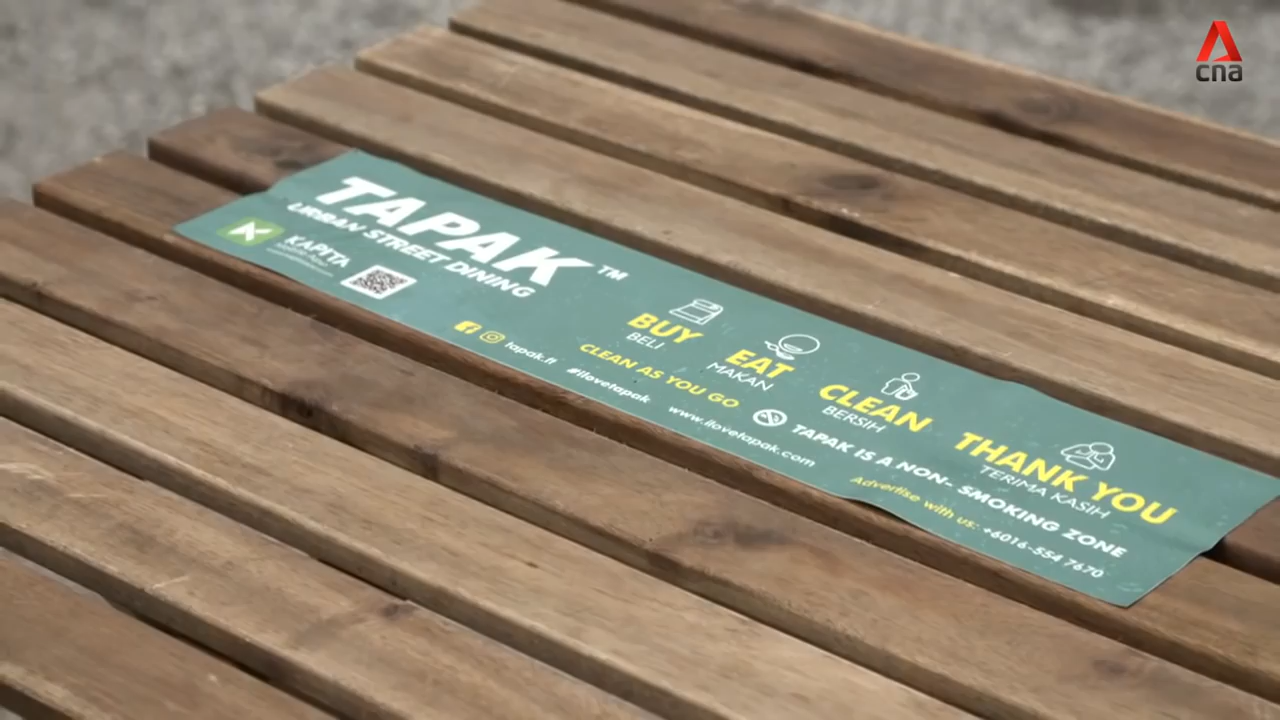 TAPAK™
URBAN STREET DINING
KAPITA
tapak.fl
#ilovetapak
www.ilovetapak.com
BUY
BELI
EAT
MAKAN
CLEAN
BERSIH
THANK YOU
TERIMA KASIH
CLEAN AS YOU GO
TAPAK IS A NON- SMOKING ZONE
Advertise with us: +6016-554 7670
cna